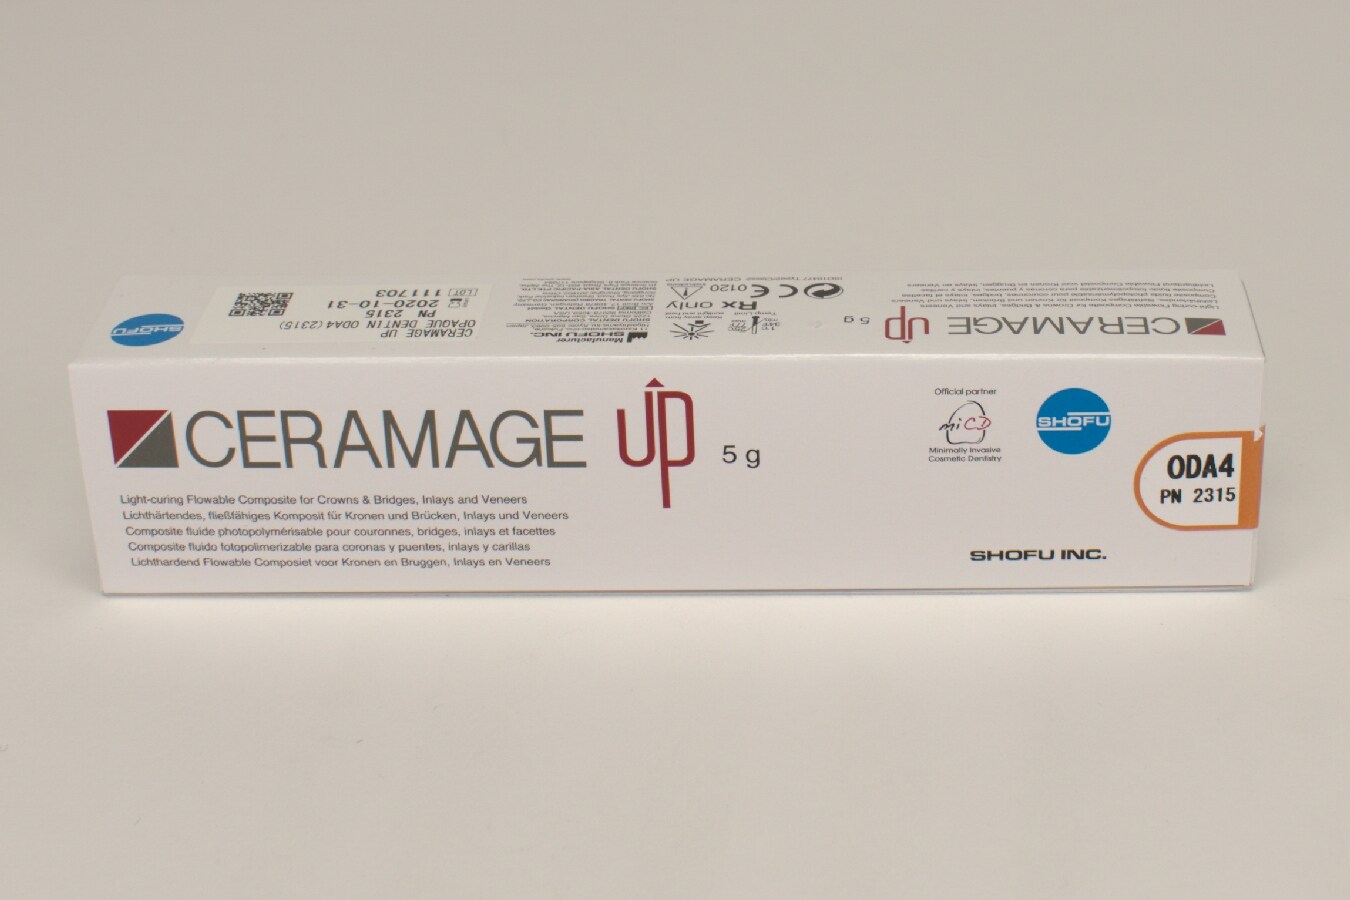 CERAMAGE UP 5 g
Light-curing Flowable Composite for Crowns & Bridges, Inlays and Veneers
Lichthärtendes, fließfähiges Komposit für Kronen und Brücken, Inlays und Veneers
Composite fluide photopolymérisable pour couronnes, bridges, inlays et facettes
Composite fluido fotopolimerizable para coronas y puentes, inlays y carillas
Lichthardend Flowable Composiet voor Kronen en Bruggen, Inlays en Veneers
Official partner
miCD
Minimally Invasive
Cosmetic Dentistry
SHOFU
ODA4
PN 2315
SHOFU INC.
CERAMAGE UP 5 g
Rx only
CE 0120
Manufacturer
SHOFU INC.
CERAMAGE UP
OPAQUE DENTIN ODA4 (2315)
PN 2315
2020-10-31
LOT 111703
SHOFU